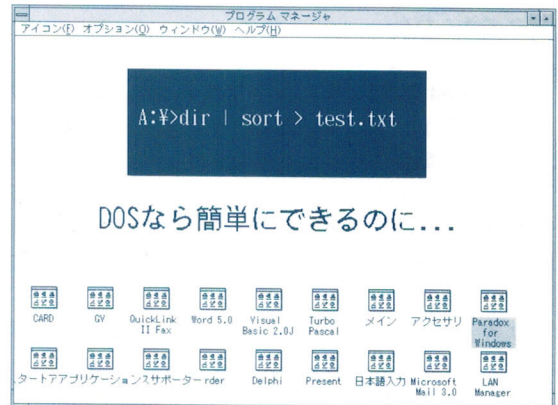 プログラム マネージャ
アイコン(F) オプション(O) ウィンドウ(W) ヘルプ(H)
A:¥>dir | sort > test.txt
DOSなら簡単にできるのに...
CARD
GV
QuickLink
II Fax
Word 5.0
Visual
Basic 2.0J
Turbo
Pascal
メイン
アクセサリ
Paradox
for
Windows
タートアアプリケーションスサポーターrder
Delphi
Present
日本語入力
Microsoft
Mail 3.0
LAN
Manager